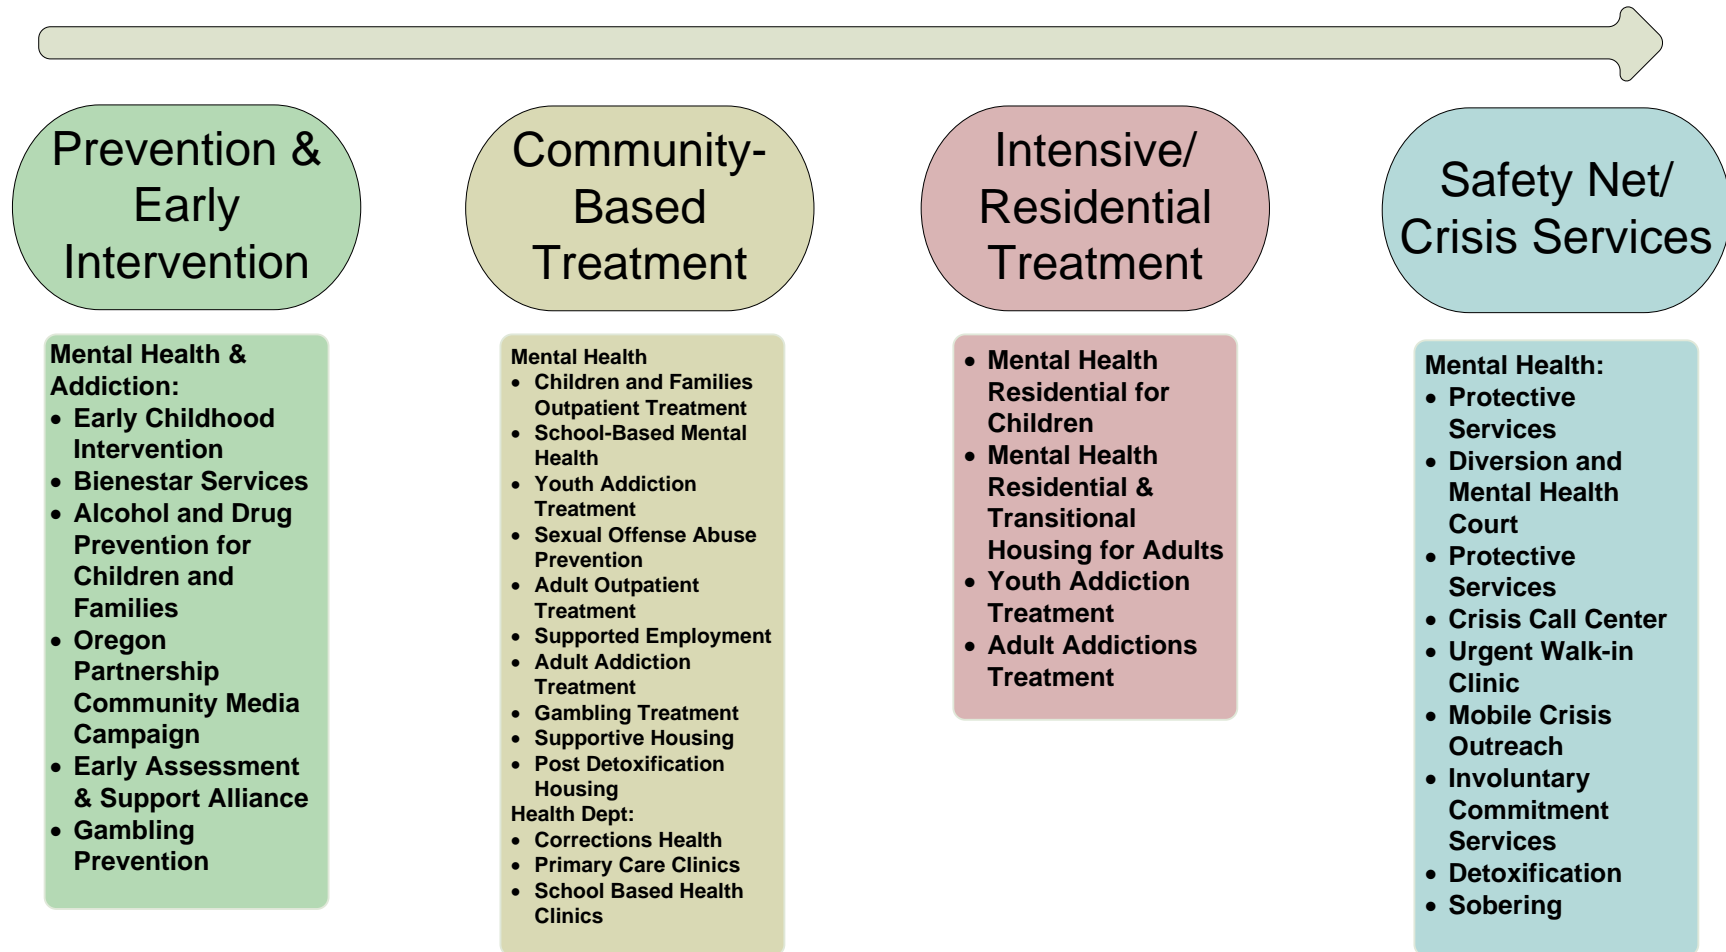 Prevention &
Early
Intervention
Community-
Based
Treatment
Intensive/
Residential
Treatment
Safety Net/
Crisis Services
Mental Health &
Addiction:
• Early Childhood
Intervention
• Bienestar Services
• Alcohol and Drug
Prevention for
Children and
Families
• Oregon
Partnership
Community Media
Campaign
• Early Assessment
& Support Alliance
• Gambling
Prevention
Mental Health
• Children and Families
Outpatient Treatment
• School-Based Mental
Health
• Youth Addiction
Treatment
• Sexual Offense Abuse
Prevention
• Adult Outpatient
Treatment
• Supported Employment
• Adult Addiction
Treatment
• Gambling Treatment
• Supportive Housing
• Post Detoxification
Housing
Health Dept:
• Corrections Health
• Primary Care Clinics
• School Based Health
Clinics
• Mental Health
Residential for
Children
• Mental Health
Residential &
Transitional
Housing for Adults
• Youth Addiction
Treatment
• Adult Addictions
Treatment
Mental Health:
• Protective
Services
• Diversion and
Mental Health
Court
• Protective
Services
• Crisis Call Center
• Urgent Walk-in
Clinic
• Mobile Crisis
Outreach
• Involuntary
Commitment
Services
• Detoxification
• Sobering